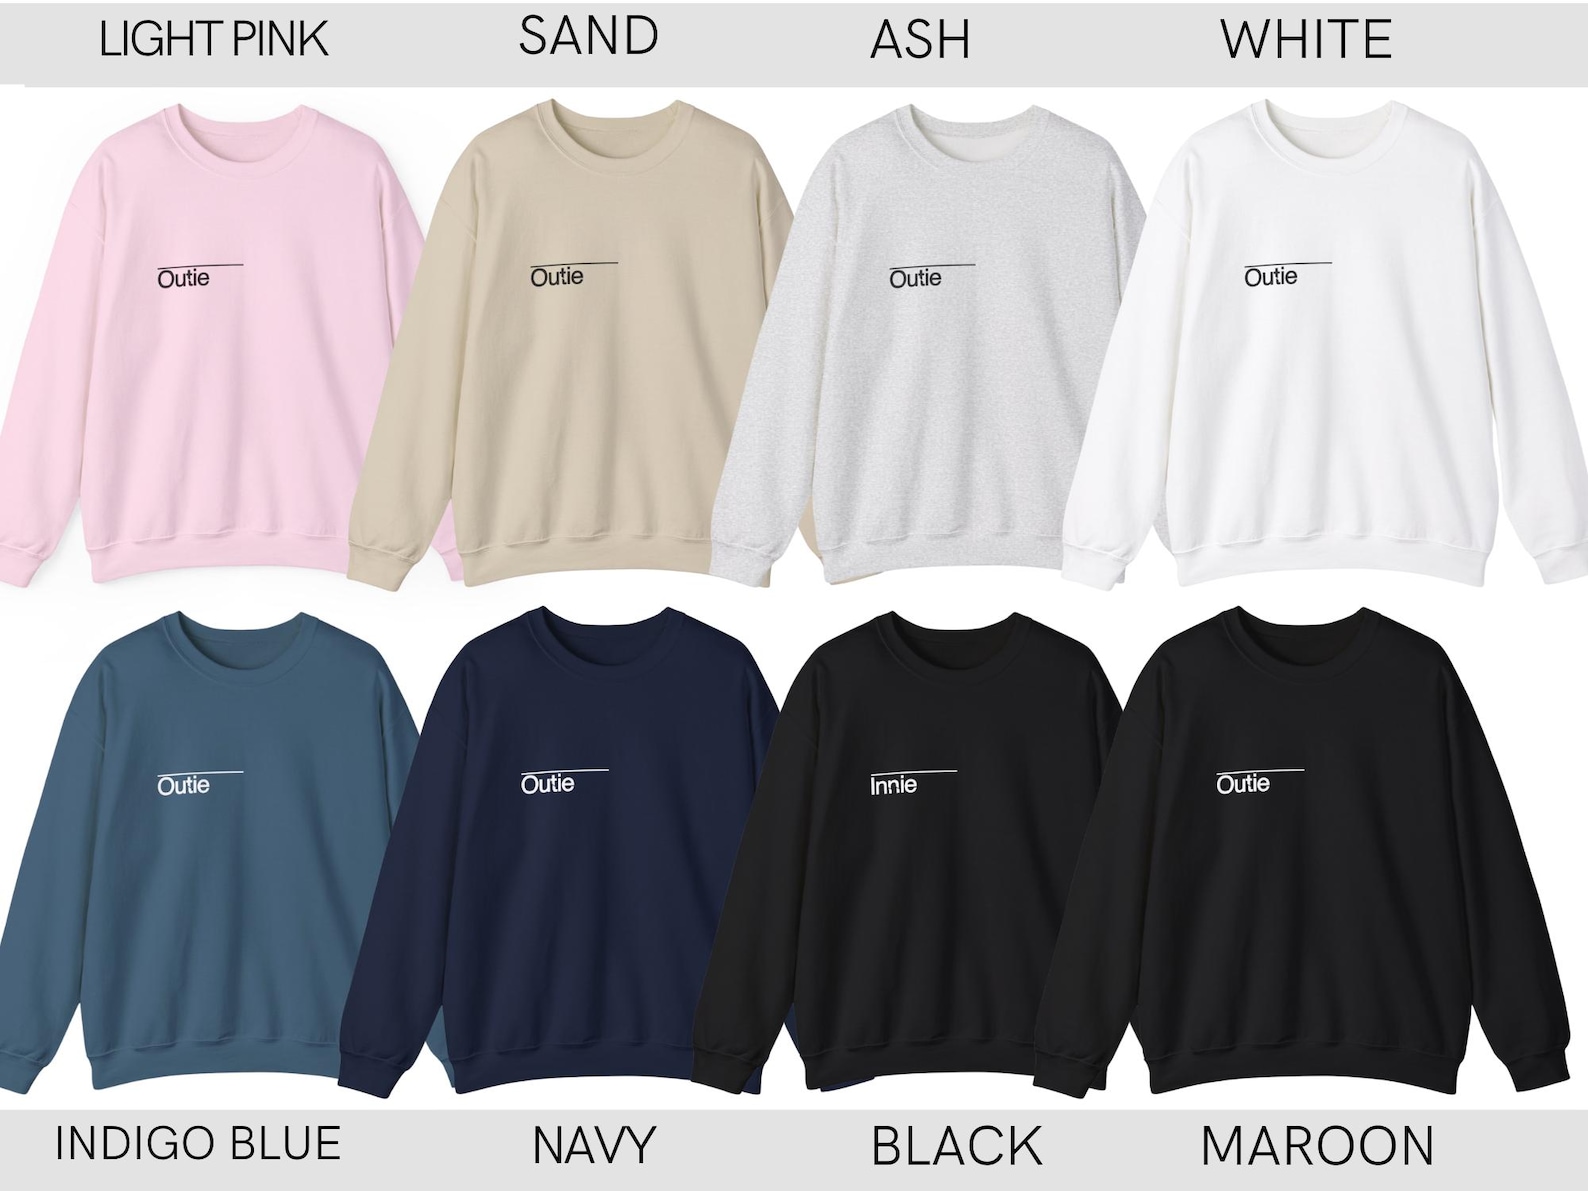 LIGHT PINK
SAND
ASH
WHITE
Outie
Outie
Outie
Outie
Outie
Outie
Innie
Outie
INDIGO BLUE
NAVY
BLACK
MAROON